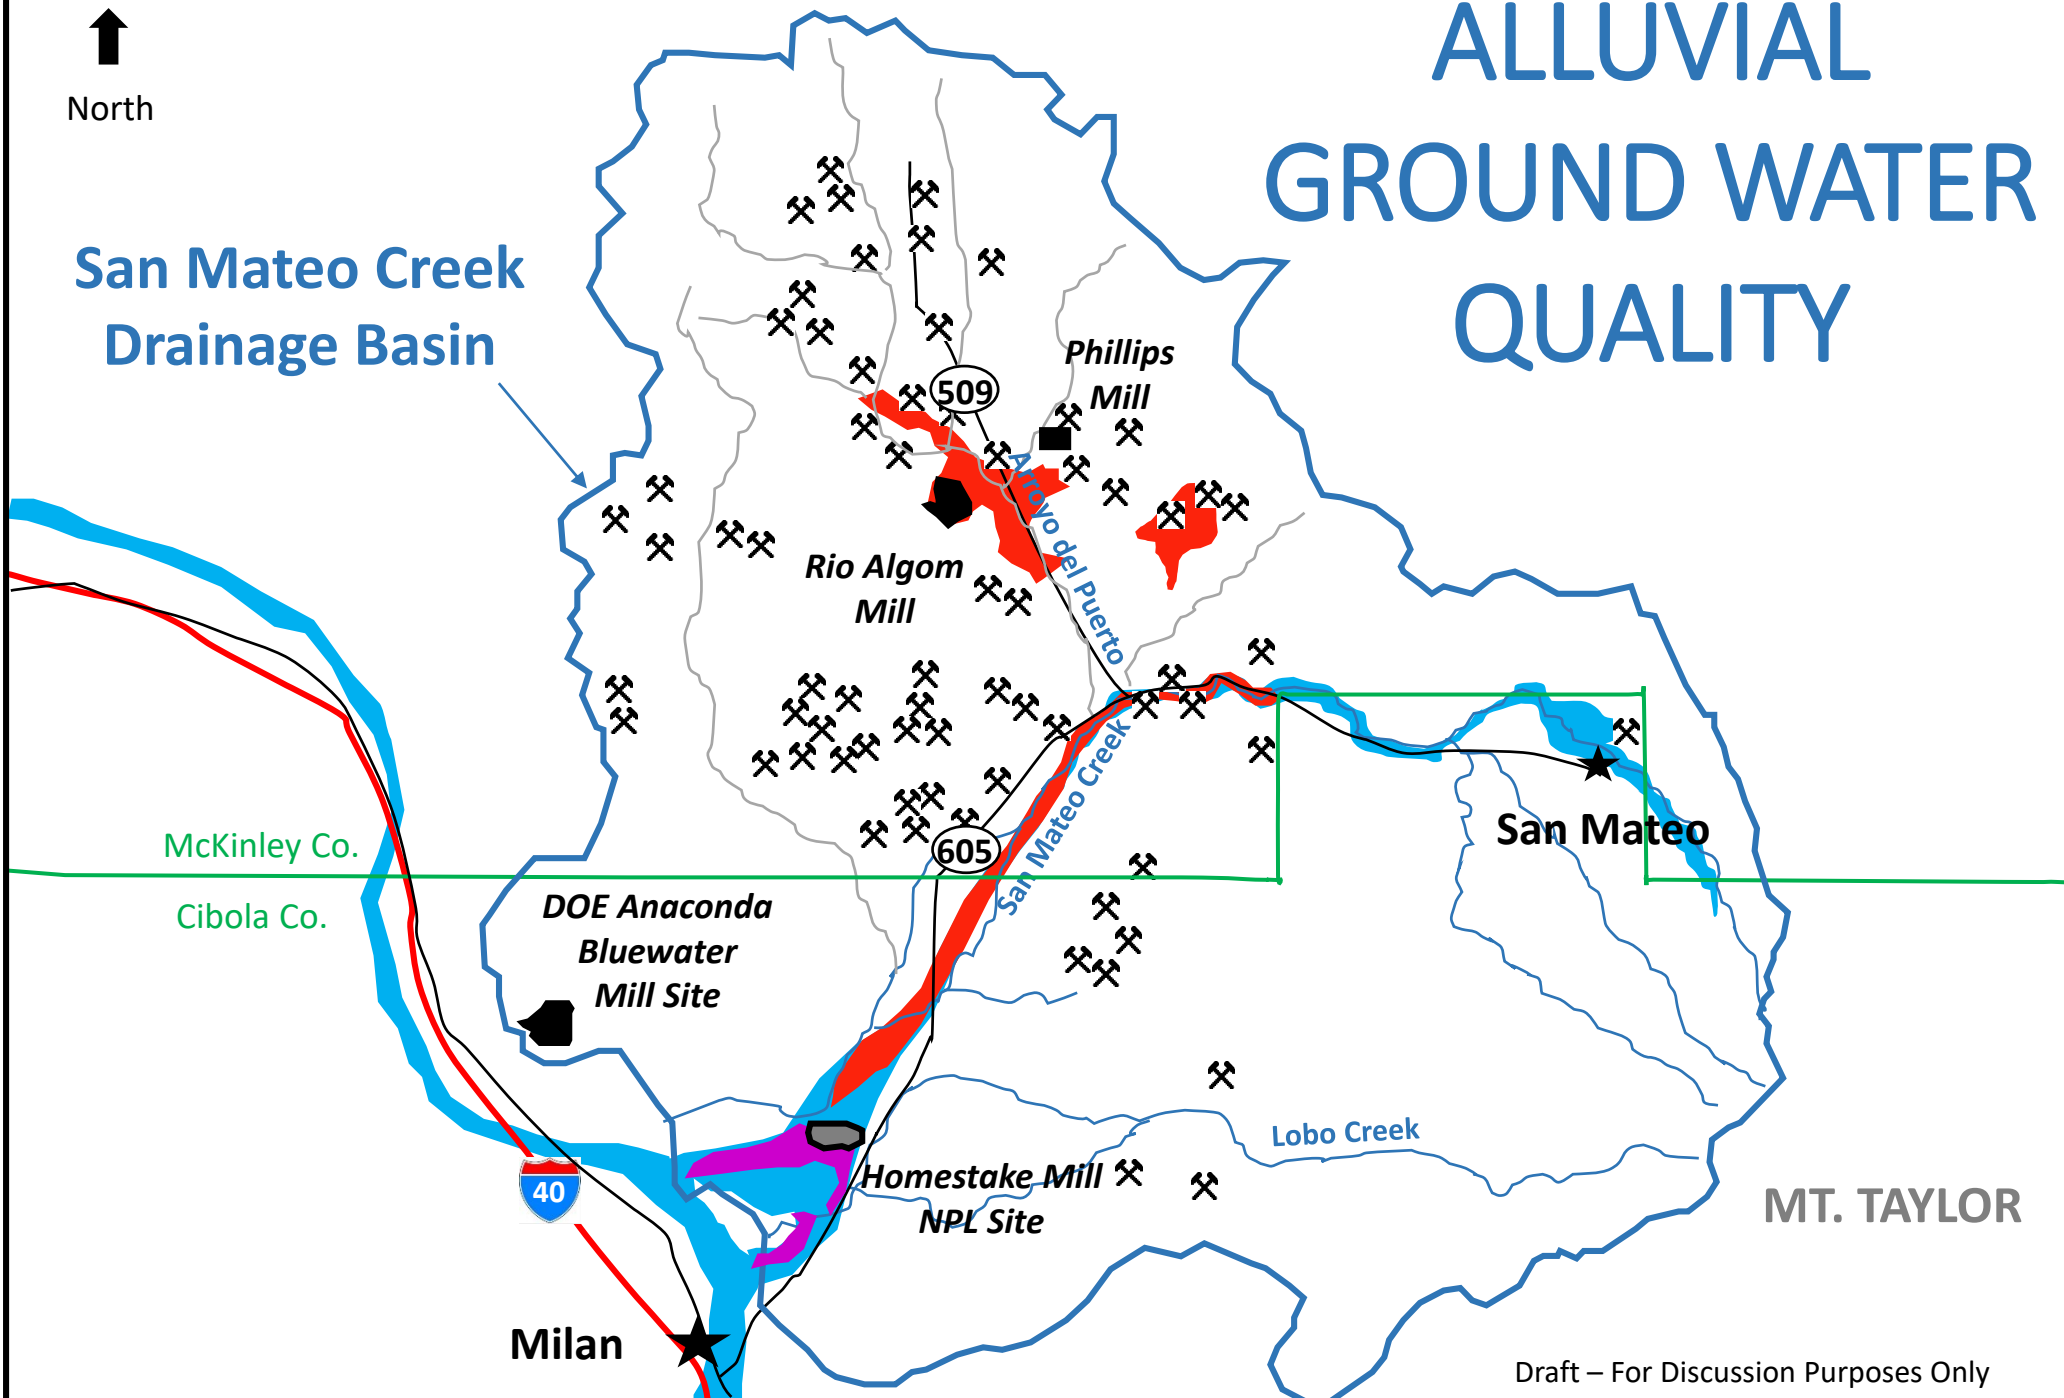 ALLUVIAL
GROUND WATER
QUALITY
North
San Mateo Creek
Drainage Basin
509
Phillips
Mill
Arroyo del Puerto
Rio Algom
Mill
San Mateo Creek
San Mateo
605
McKinley Co.
Cibola Co.
DOE Anaconda
Bluewater
Mill Site
Lobo Creek
Homestake Mill
NPL Site
40
MT. TAYLOR
Milan
Draft – For Discussion Purposes Only